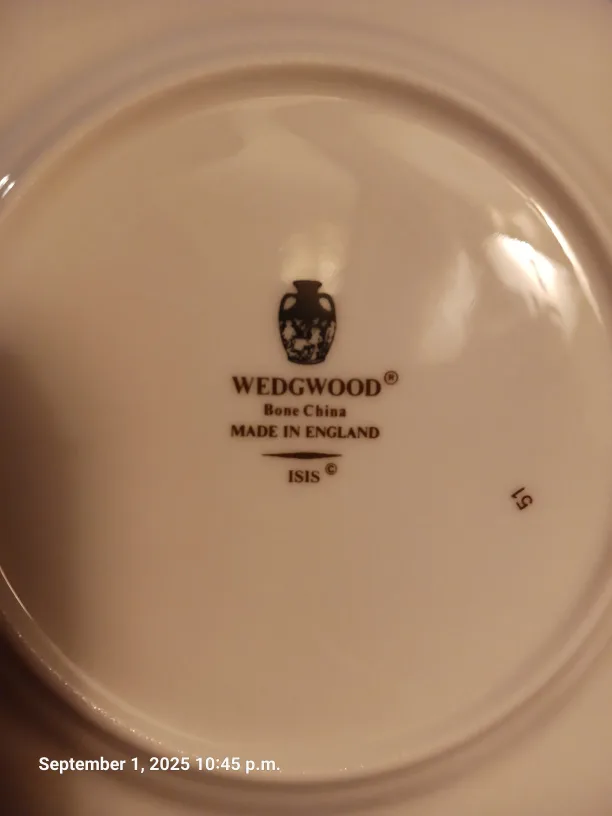 WEDGWOOD®
Bone China
MADE IN ENGLAND
ISIS ©
51
September 1, 2025 10:45 p.m.